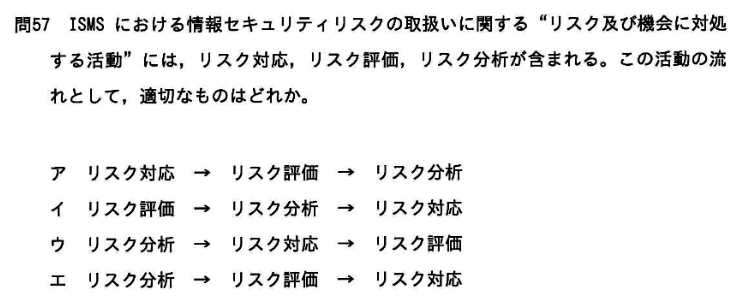 問57 ISMS における情報セキュリティリスクの取扱いに関する“リスク及び機会に対処
する活動”には，リスク対応，リスク評価，リスク分析が含まれる。この活動の流
れとして，適切なものはどれか。
ア リスク対応 → リスク評価 → リスク分析
イ リスク評価 → リスク分析 → リスク対応
ウ リスク分析 → リスク対応 → リスク評価
エ リスク分析 → リスク評価 → リスク対応